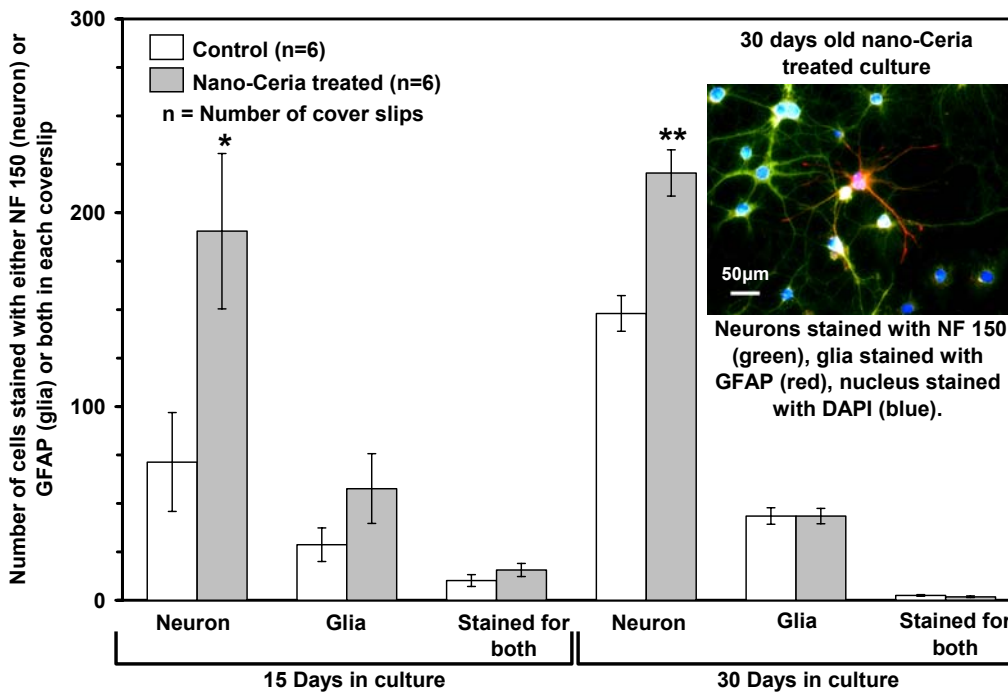 Number of cells stained with either NF 150 (neuron) or
GFAP (glia) or both in each coverslip
300
200
100
0
Control (n=6)
Nano-Ceria treated (n=6)
n = Number of cover slips
*
**
30 days old nano-Ceria
treated culture
50µm
Neurons stained with NF 150
(green), glia stained with
GFAP (red), nucleus stained
with DAPI (blue).
Neuron
Glia
Stained for
both
Neuron
Glia
Stained for
both
15 Days in culture
30 Days in culture